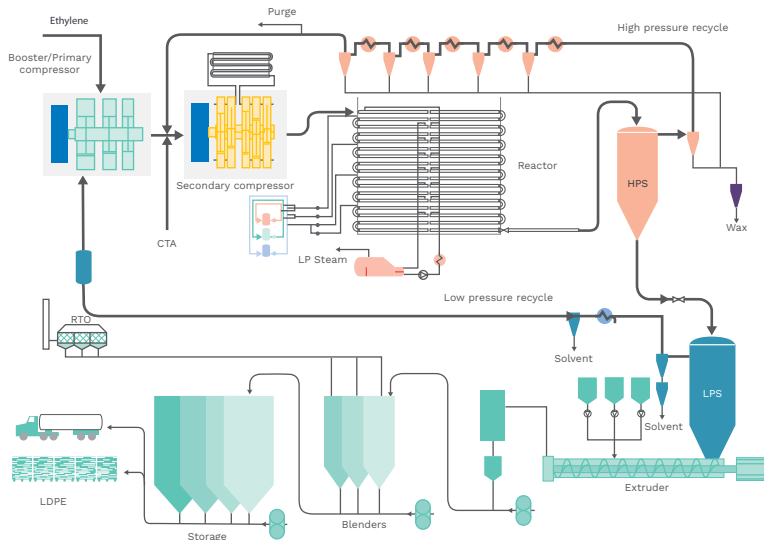 Purge
Ethylene
High pressure recycle
Booster/Primary
compressor
Reactor
Secondary compressor
HPS
Wax
CTA
LP Steam
Low pressure recycle
RTO
Solvent
LPS
Solvent
LDPE
Extruder
Storage
Blenders